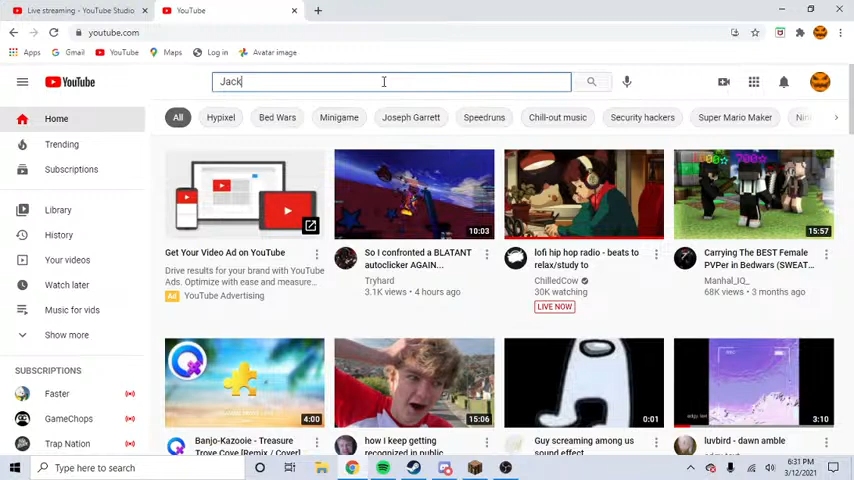 Live streaming - YouTube Studio
YouTube
youtube.com
Apps
Gmail
YouTube
Maps
Log in
Avatar image
YouTube
Jack
Home
Trending
Subscriptions
Library
History
Your videos
Watch later
Music for vids
Show more
SUBSCRIPTIONS
Faster
GameChops
Trap Nation
All
Hypixel
Bed Wars
Minigame
Joseph Garrett
Speedruns
Chill-out music
Security hackers
Super Mario Maker
Get Your Video Ad on YouTube
Drive results for your brand with YouTube
Ads. Optimize with ease and measure...
Ad YouTube Advertising
10:03
So I confronted a BLATANT
autoclicker AGAIN...
Tryhard
3.1K views • 4 hours ago
lofi hip hop radio - beats to
relax/study to
ChilledCow
30K watching
LIVE NOW
700
15:57
Carrying The BEST Female
PVPer in Bedwars (SWEAT...
Manhal_IQ_
68K views • 3 months ago
4:00
Banjo-Kazooie - Treasure
Trove Cove [Remix / Cover]
15:06
how I keep getting
recognized in public
0:01
Guy screaming among us
sound effect
3:10
luvbird - dawn amble
Type here to search
6:31 PM
3/12/2021